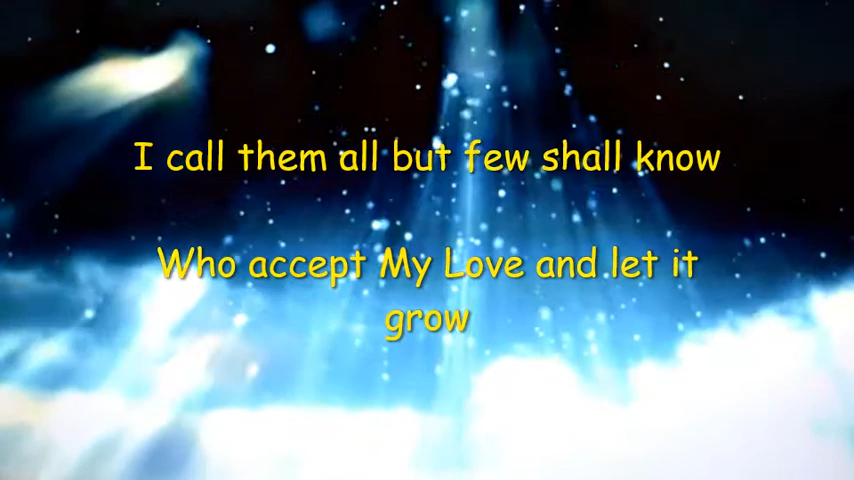 I call them all but few shall know
Who accept My Love and let it
grow